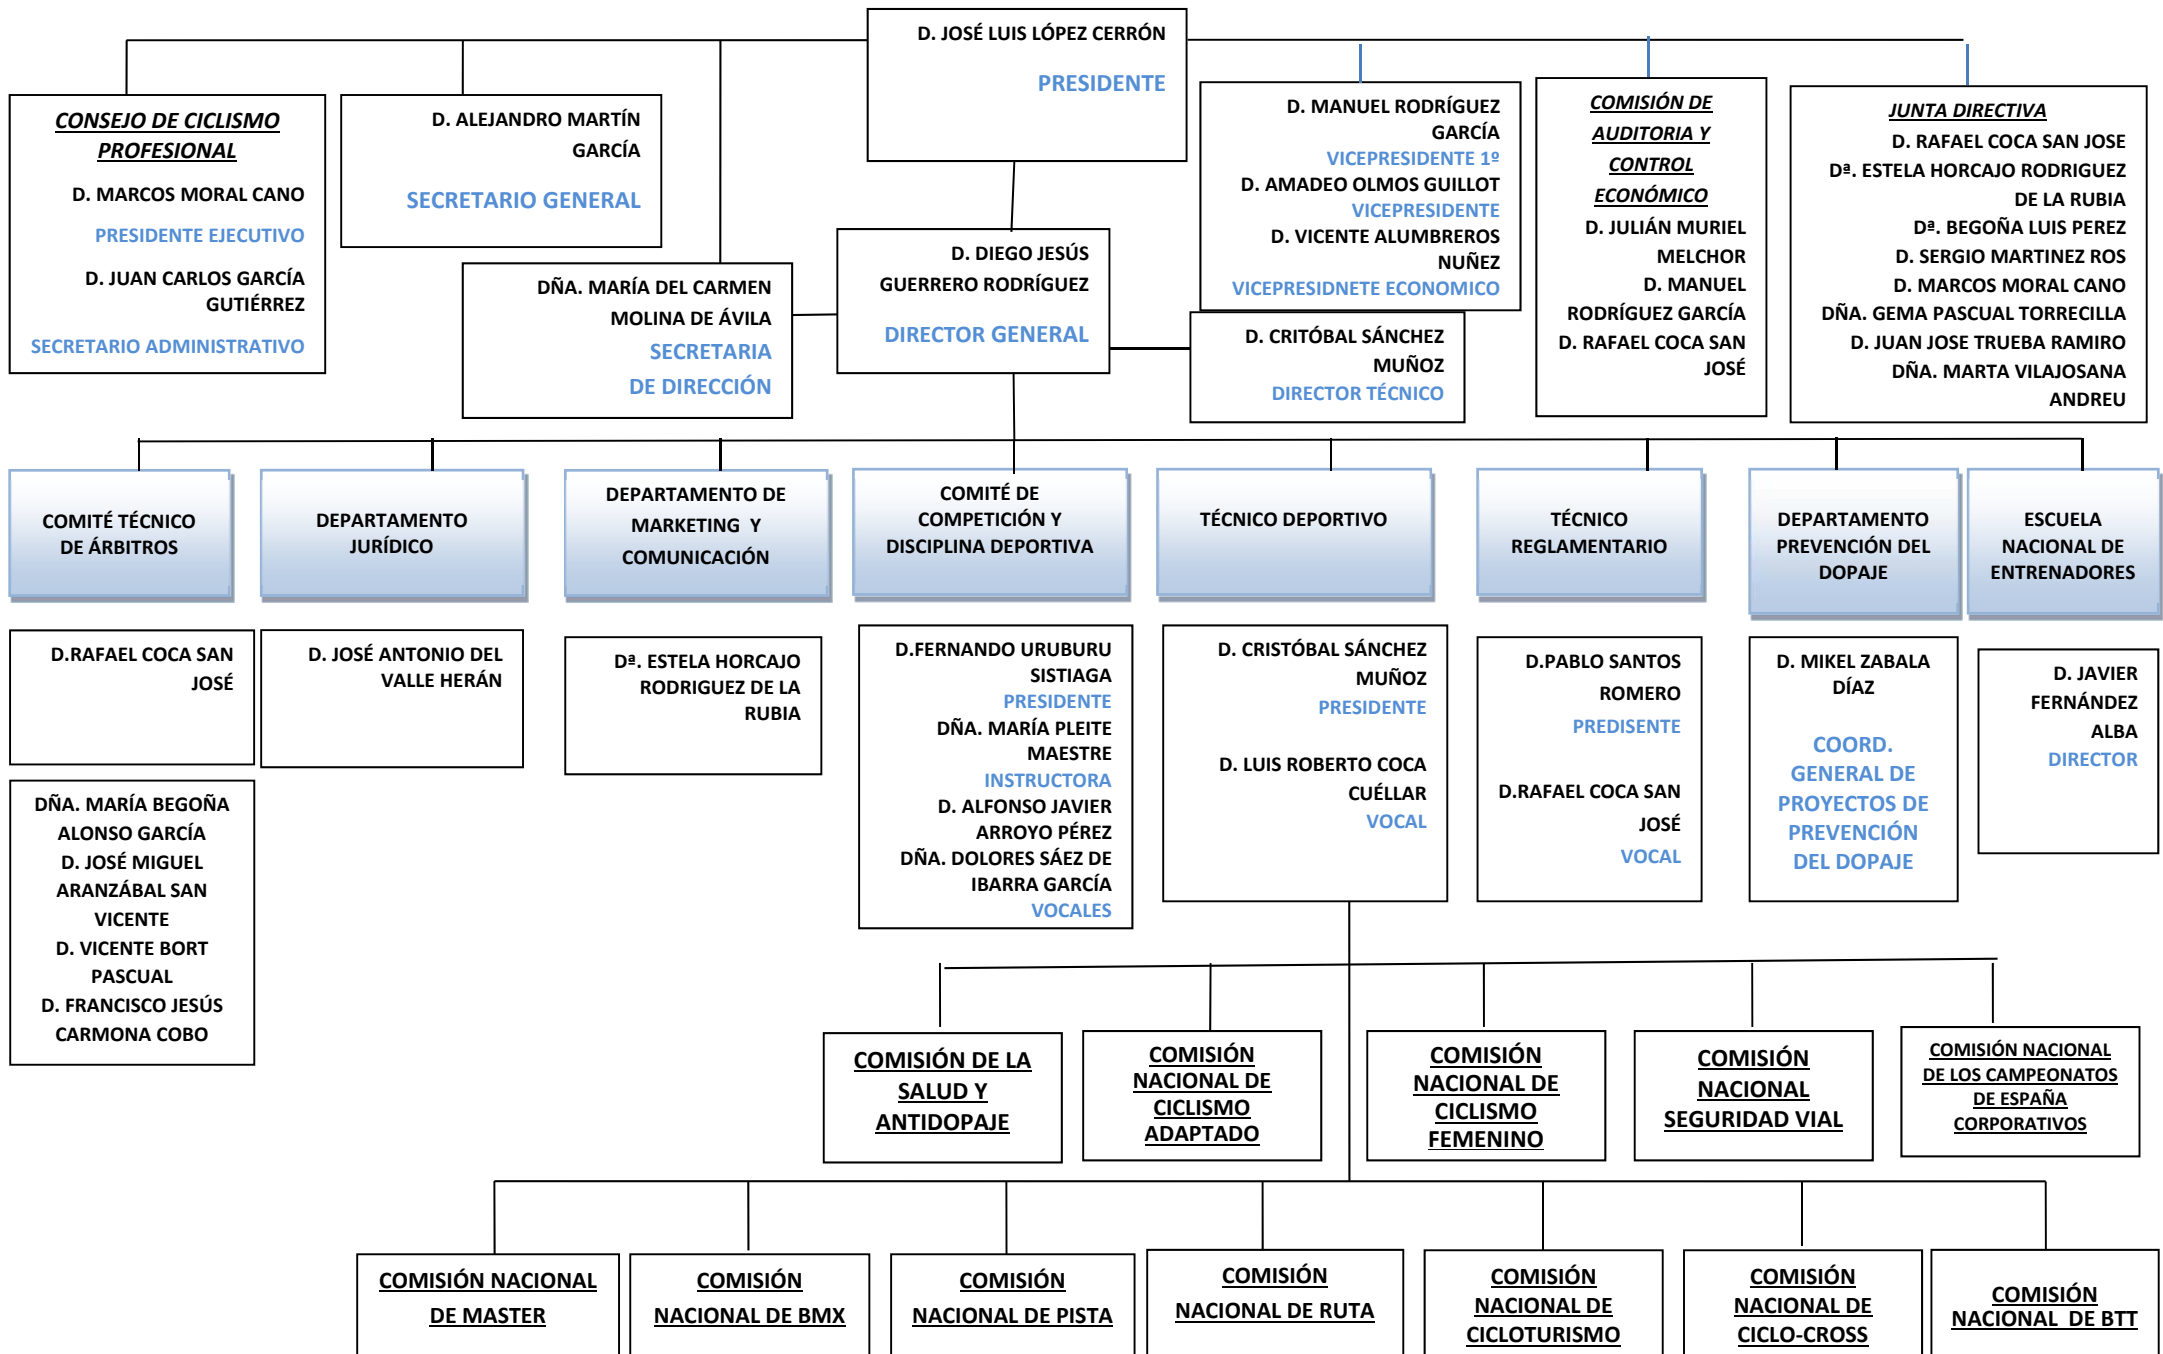 D. JOSÉ LUIS LÓPEZ CERRÓN
PRESIDENTE
CONSEJO DE CICLISMO
PROFESIONAL
D. MARCOS MORAL CANO
PRESIDENTE EJECUTIVO
D. JUAN CARLOS GARCÍA
GUTIÉRREZ
SECRETARIO ADMINISTRATIVO
D. ALEJANDRO MARTÍN
GARCÍA
SECRETARIO GENERAL
DÑA. MARÍA DEL CARMEN
MOLINA DE ÁVILA
SECRETARIA
DE DIRECCIÓN
D. DIEGO JESÚS
GUERRERO RODRÍGUEZ
DIRECTOR GENERAL
D. MANUEL RODRÍGUEZ
GARCÍA
VICEPRESIDENTE 1º
D. AMADEO OLMOS GUILLOT
VICEPRESIDENTE
D. VICENTE ALUMBREROS
NUÑEZ
VICEPRESIDNETE ECONOMICO
D. CRITÓBAL SÁNCHEZ
MUÑOZ
DIRECTOR TÉCNICO
COMISIÓN DE
AUDITORIA Y
CONTROL
ECONÓMICO
D. JULIÁN MURIEL
MELCHOR
D. MANUEL
RODRÍGUEZ GARCÍA
D. RAFAEL COCA SAN
JOSÉ
JUNTA DIRECTIVA
D. RAFAEL COCA SAN JOSE
Dª. ESTELA HORCAJO RODRIGUEZ
DE LA RUBIA
Dª. BEGOÑA LUIS PEREZ
D. SERGIO MARTINEZ ROS
D. MARCOS MORAL CANO
DÑA. GEMA PASCUAL TORRECILLA
D. JUAN JOSE TRUEBA RAMIRO
DÑA. MARTA VILAJOSANA
ANDREU
COMITÉ TÉCNICO
DE ÁRBITROS
DEPARTAMENTO
JURÍDICO
DEPARTAMENTO DE
MARKETING Y
COMUNICACIÓN
COMITÉ DE
COMPETICIÓN Y
DISCIPLINA DEPORTIVA
TÉCNICO DEPORTIVO
TÉCNICO
REGLAMENTARIO
DEPARTAMENTO
PREVENCIÓN DEL
DOPAJE
ESCUELA
NACIONAL DE
ENTRENADORES
D.RAFAEL COCA SAN
JOSÉ
DÑA. MARÍA BEGOÑA
ALONSO GARCÍA
D. JOSÉ MIGUEL
ARANZÁBAL SAN
VICENTE
D. VICENTE BORT
PASCUAL
D. FRANCISCO JESÚS
CARMONA COBO
D. JOSÉ ANTONIO DEL
VALLE HERÁN
Dª. ESTELA HORCAJO
RODRIGUEZ DE LA
RUBIA
D.FERNANDO URUBURU
SISTIAGA
PRESIDENTE
DÑA. MARÍA PLEITE
MAESTRE
INSTRUCTORA
D. ALFONSO JAVIER
ARROYO PÉREZ
DÑA. DOLORES SÁEZ DE
IBARRA GARCÍA
VOCALES
D. CRISTÓBAL SÁNCHEZ
MUÑOZ
PRESIDENTE
D. LUIS ROBERTO COCA
CUÉLLAR
VOCAL
D.PABLO SANTOS
ROMERO
PREDISENTE
D.RAFAEL COCA SAN
JOSÉ
VOCAL
D. MIKEL ZABALA
DÍAZ
COORD.
GENERAL DE
PROYECTOS DE
PREVENCIÓN
DEL DOPAJE
D. JAVIER
FERNÁNDEZ
ALBA
DIRECTOR
COMISIÓN DE LA
SALUD Y
ANTIDOPAJE
COMISIÓN
NACIONAL DE
CICLISMO
ADAPTADO
COMISIÓN
NACIONAL DE
CICLISMO
FEMENINO
COMISIÓN
NACIONAL
SEGURIDAD VIAL
COMISIÓN NACIONAL
DE LOS CAMPEONATOS
DE ESPAÑA
CORPORATIVOS
COMISIÓN NACIONAL
DE MASTER
COMISIÓN
NACIONAL DE BMX
COMISIÓN
NACIONAL DE PISTA
COMISIÓN
NACIONAL DE RUTA
COMISIÓN
NACIONAL DE
CICLOTURISMO
COMISIÓN
NACIONAL DE
CICLO-CROSS
COMISIÓN
NACIONAL DE BTT